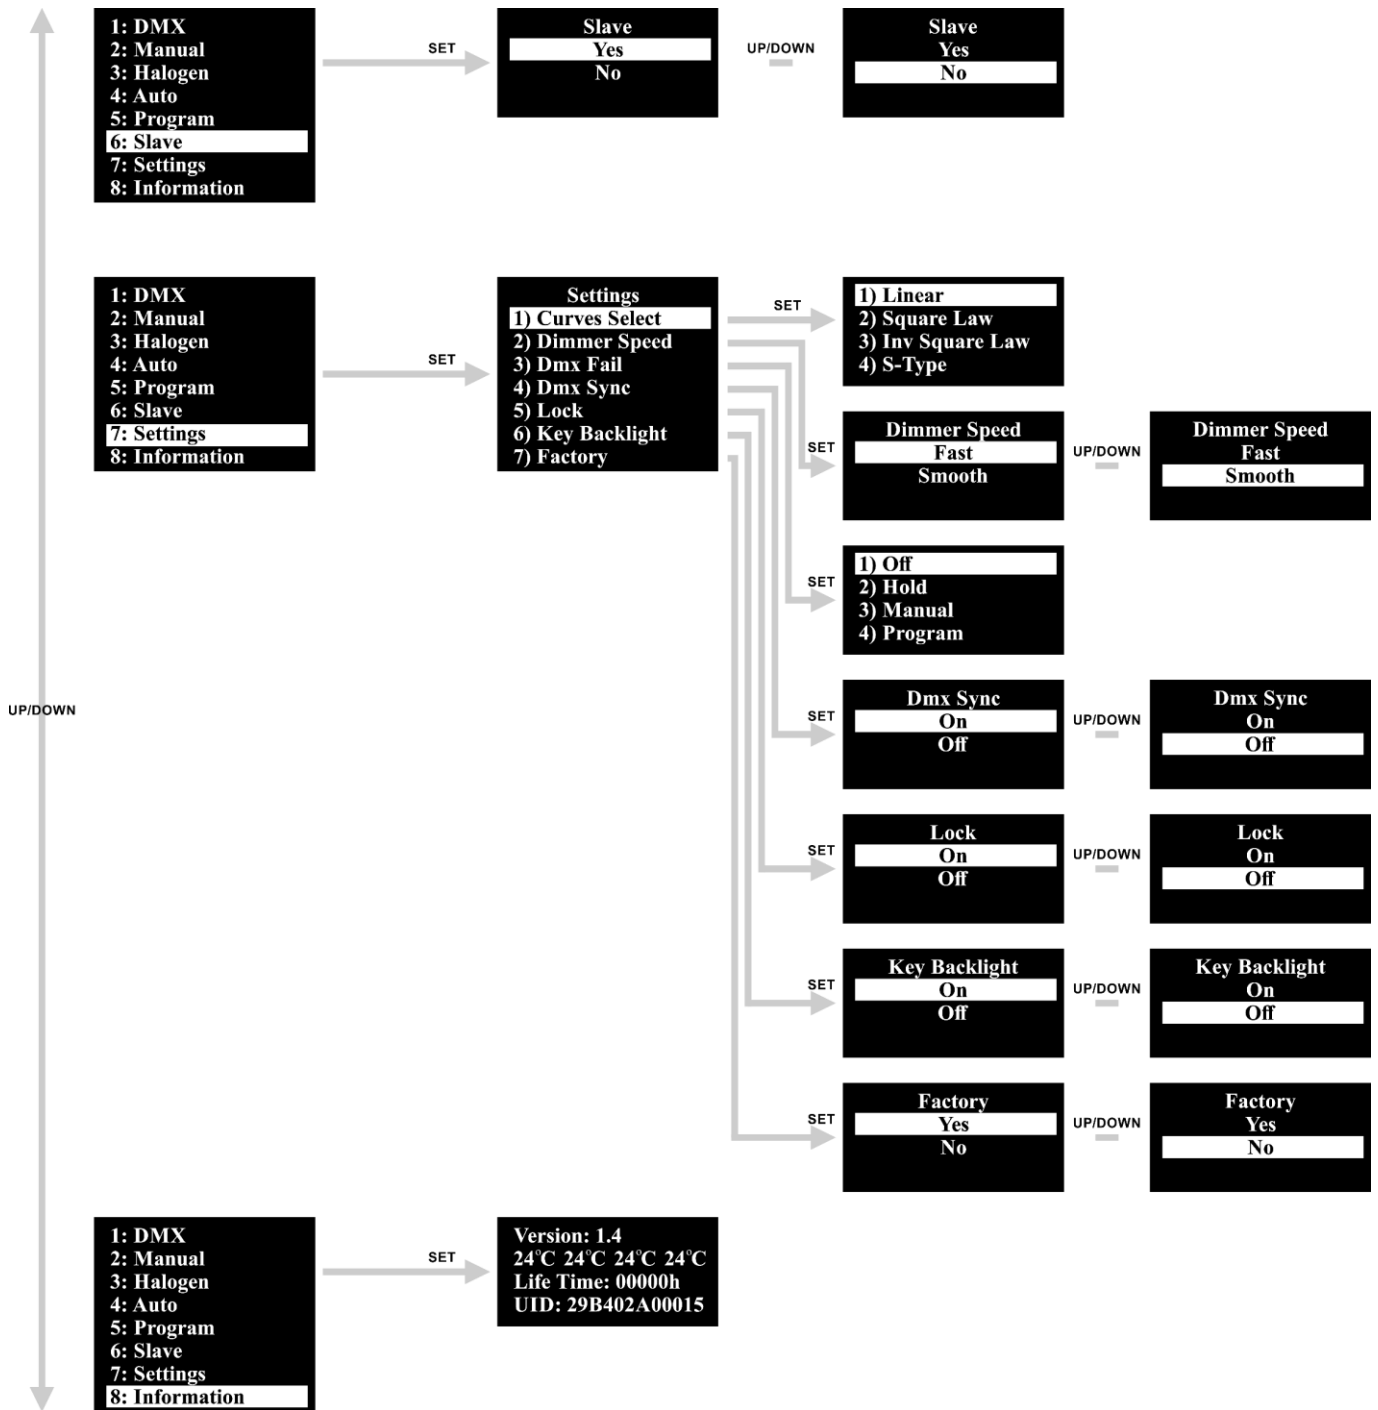 1: DMX
2: Manual
3: Halogen
4: Auto
5: Program
6: Slave
7: Settings
8: Information
SET
Slave
Yes
No
UP/DOWN
Slave
Yes
No
1: DMX
2: Manual
3: Halogen
4: Auto
5: Program
6: Slave
7: Settings
8: Information
SET
Settings
1) Curves Select
2) Dimmer Speed
3) Dmx Fail
4) Dmx Sync
5) Lock
6) Key Backlight
7) Factory
SET
1) Linear
2) Square Law
3) Inv Square Law
4) S-Type
SET
Dimmer Speed
Fast
Smooth
UP/DOWN
Dimmer Speed
Fast
Smooth
SET
1) Off
2) Hold
3) Manual
4) Program
UP/DOWN
SET
Dmx Sync
On
Off
UP/DOWN
Dmx Sync
On
Off
SET
Lock
On
Off
UP/DOWN
Lock
On
Off
SET
Key Backlight
On
Off
UP/DOWN
Key Backlight
On
Off
SET
Factory
Yes
No
UP/DOWN
Factory
Yes
No
1: DMX
2: Manual
3: Halogen
4: Auto
5: Program
6: Slave
7: Settings
8: Information
SET
Version: 1.4
24°C 24°C 24°C 24°C
Life Time: 00000h
UID: 29B402A00015